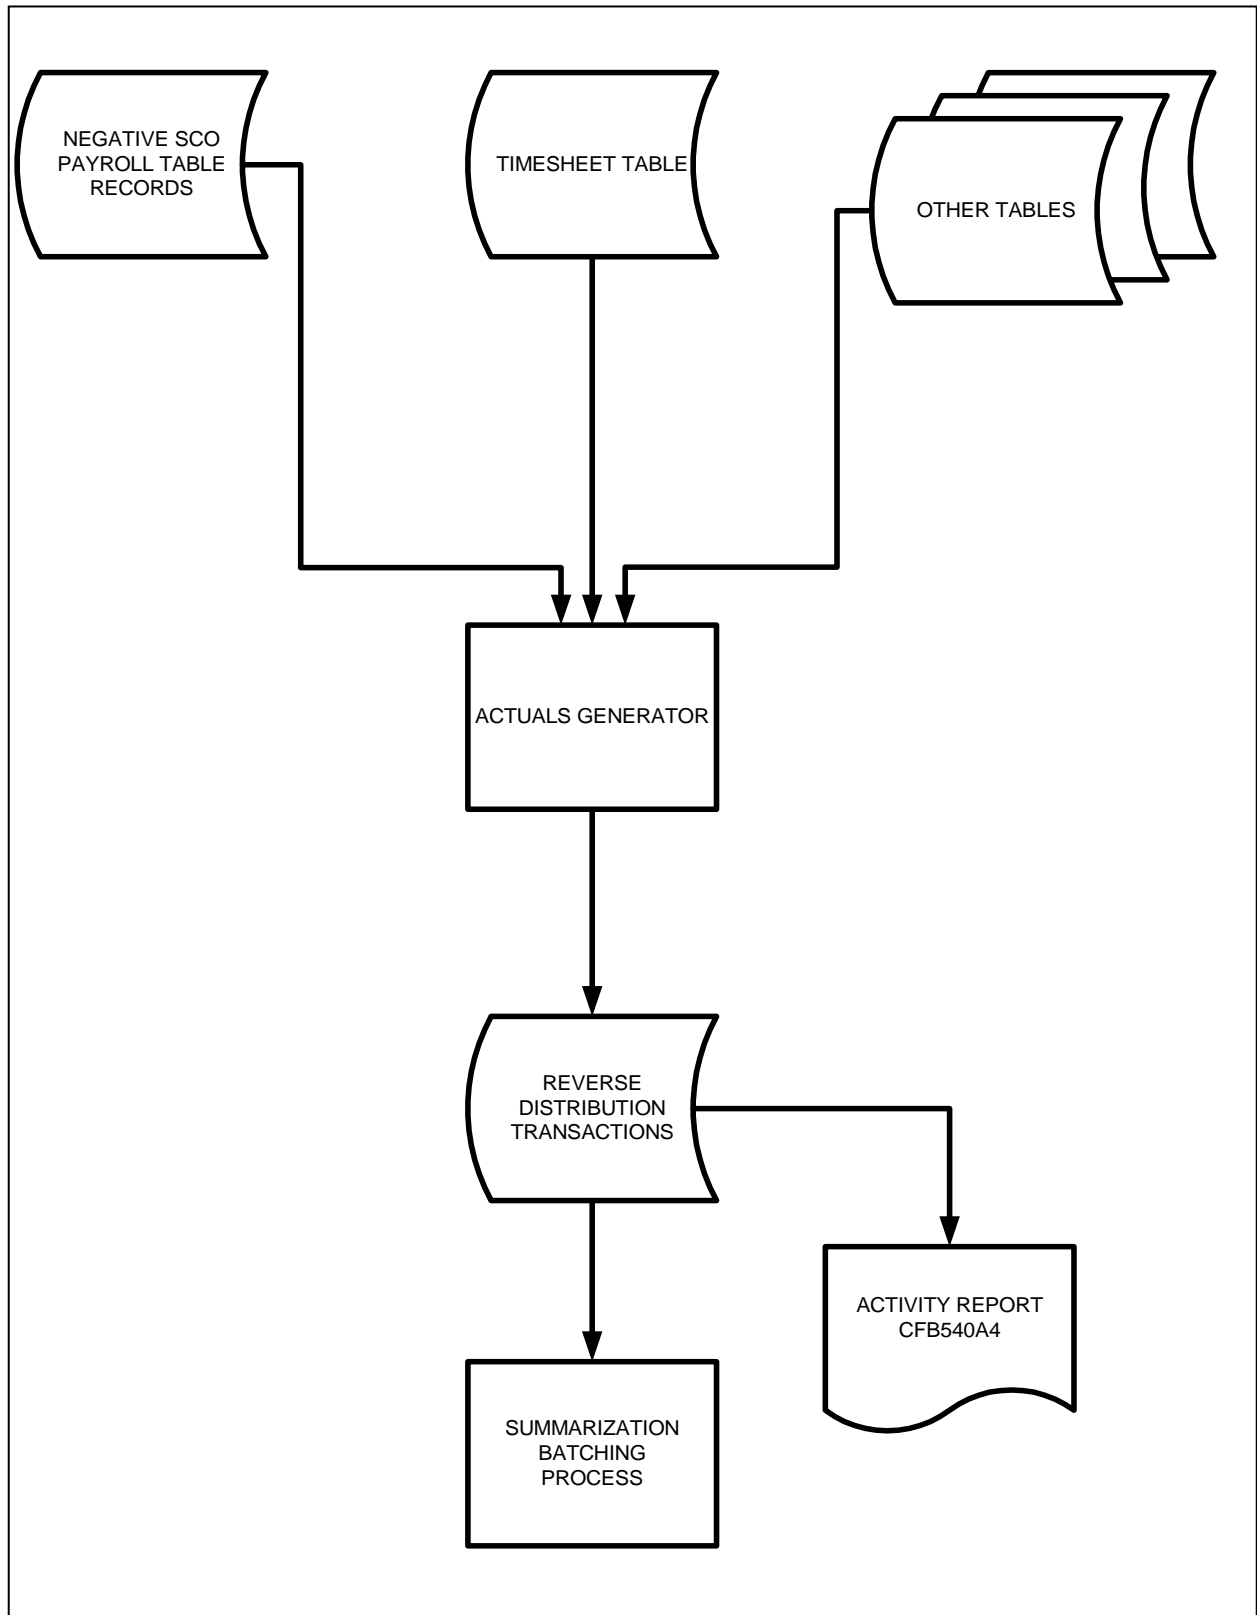 NEGATIVE SCO
PAYROLL TABLE
RECORDS
TIMESHEET TABLE
OTHER TABLES
ACTUALS GENERATOR
REVERSE
DISTRIBUTION
TRANSACTIONS
ACTIVITY REPORT
CFB540A4
SUMMARIZATION
BATCHING
PROCESS